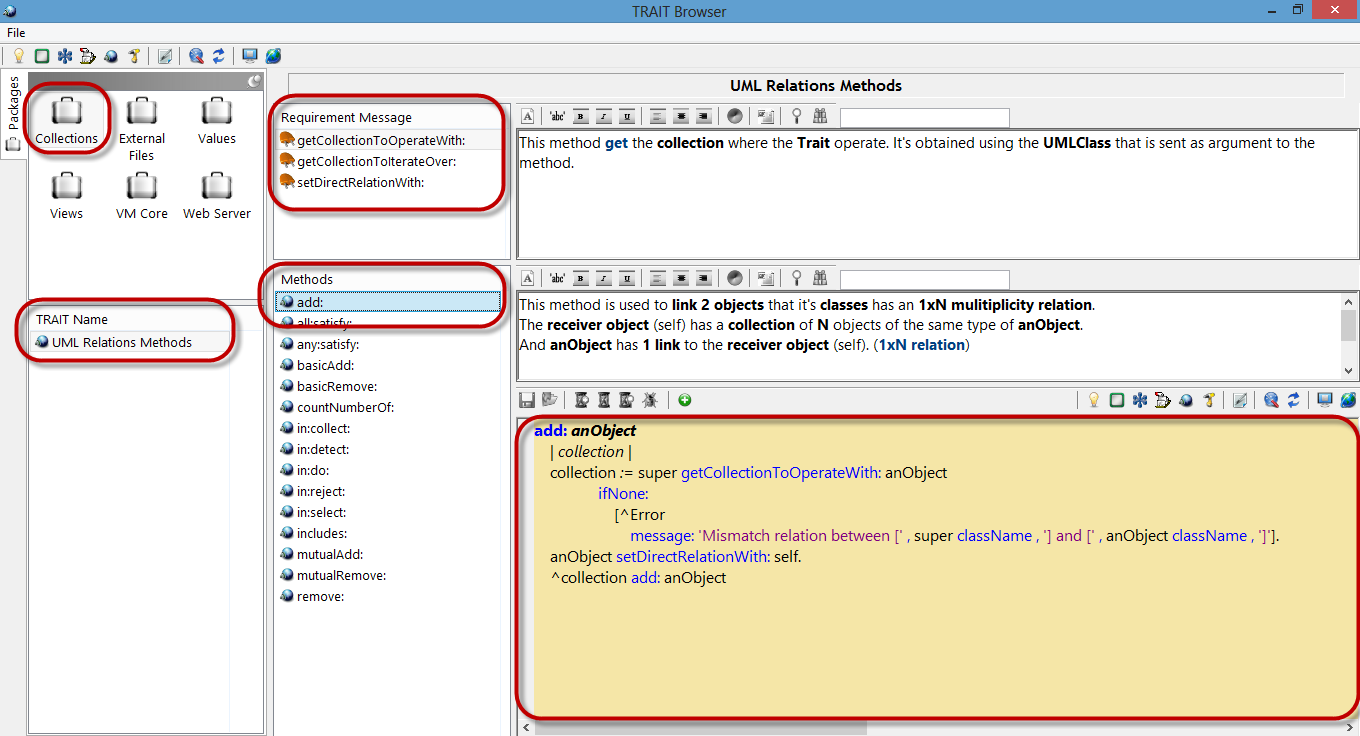 TRAIT Browser
File
Packages
Collections
External
Files
Values
Views
VM Core
Web Server
TRAIT Name
UML Relations Methods
UML Relations Methods
Requirement Message
getCollectionToOperateWith:
getCollectionToIterateOver:
setDirectRelationWith:
'abc'
B
I
U
This method get the collection where the Trait operate. It's obtained using the UMLClass that is sent as argument to the
method.
Methods
add:
all:satisfy:
any:satisfy:
basicAdd:
basicRemove:
countNumberOf:
in:collect:
in:detect:
in:do:
in:reject:
in:select:
includes:
mutualAdd:
mutualRemove:
remove:
'abc'
B
I
U
This method is used to link 2 objects that it's classes has an 1xN mulitiplicity relation.
The receiver object (self) has a collection of N objects of the same type of anObject.
And anObject has 1 link to the receiver object (self). (1xN relation)
add: anObject
| collection |
collection := super getCollectionToOperateWith: anObject
ifNone:
[^Error
message: 'Mismatch relation between [' , super className , '] and [' , anObject className , ']'].
anObject setDirectRelationWith: self.
^collection add: anObject